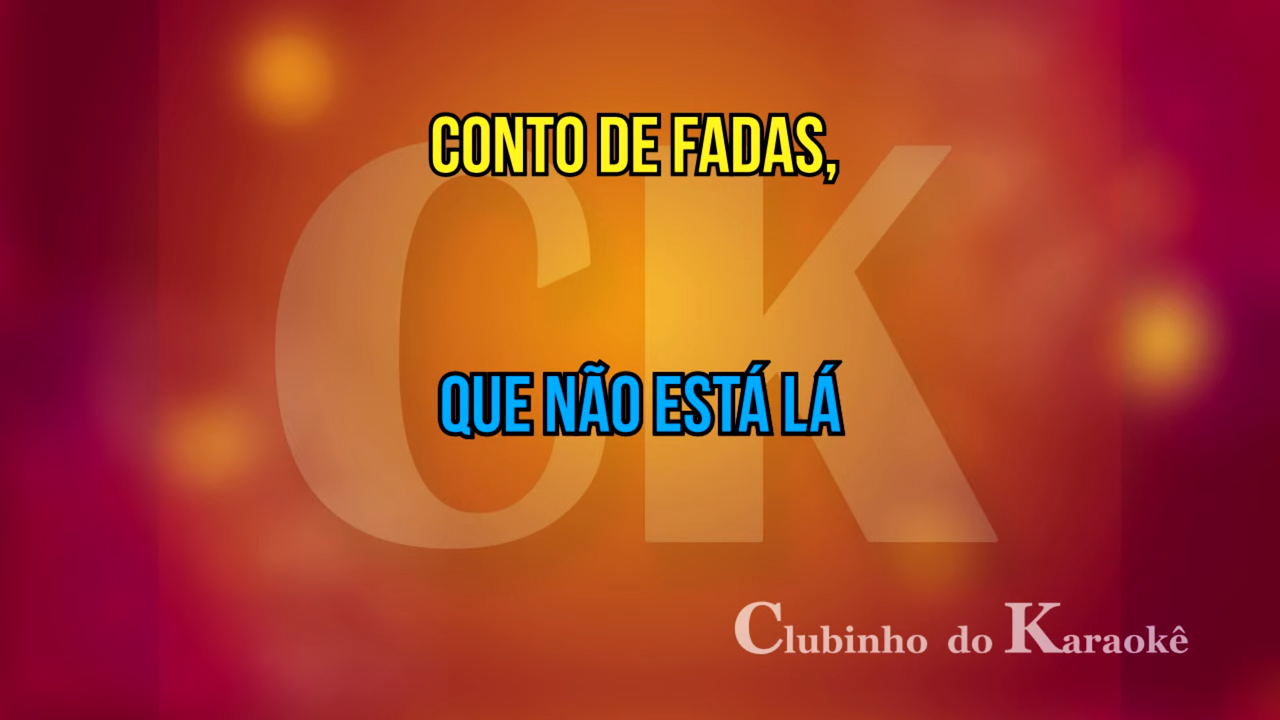 CONTO DE FADAS,
QUE NÃO ESTÁ LÁ
CK
Clubinho do Karaokê